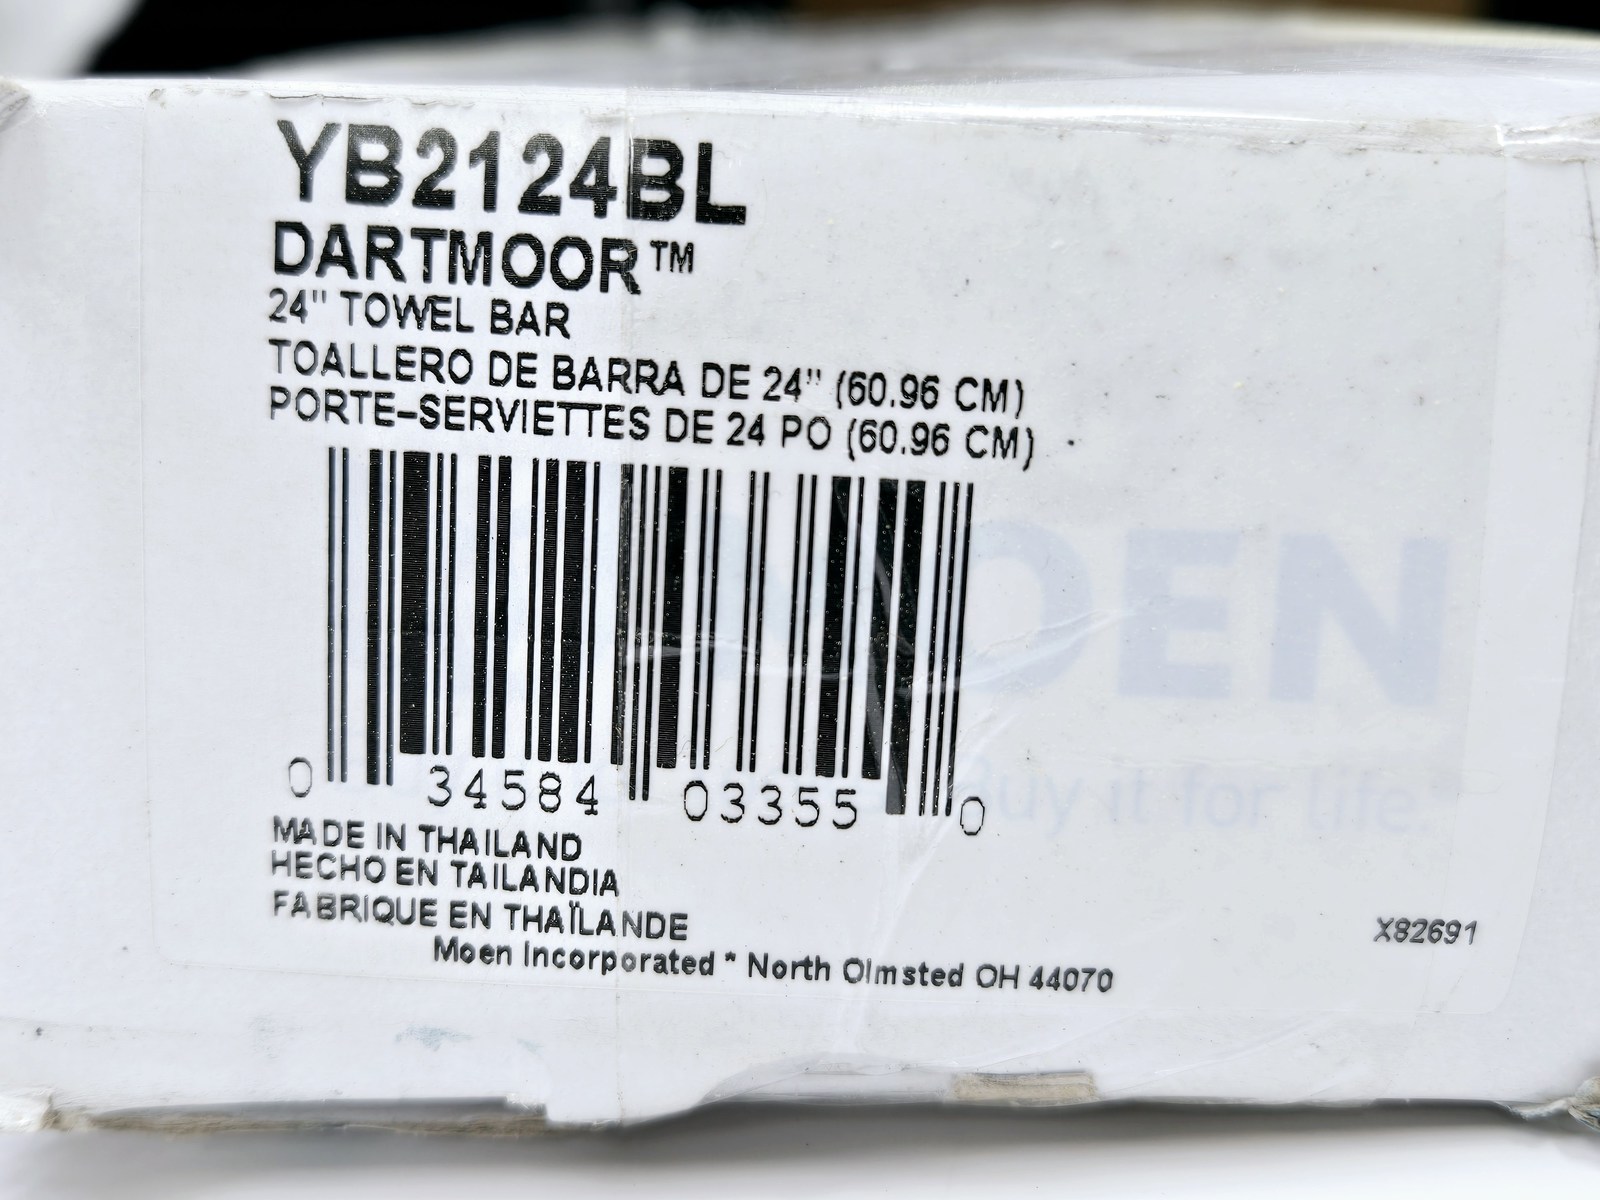 YB2124BL
DARTMOOR™
24" TOWEL BAR
TOALLERO DE BARRA DE 24" (60.96 CM)
PORTE-SERVIETTES DE 24 PO (60.96 CM)
OEN
0 34584 03355 0
Buy it for life.
MADE IN THAILAND
HECHO EN TAILANDIA
FABRIQUE EN THAÏLANDE
X82691
Moen Incorporated * North Olmsted OH 44070